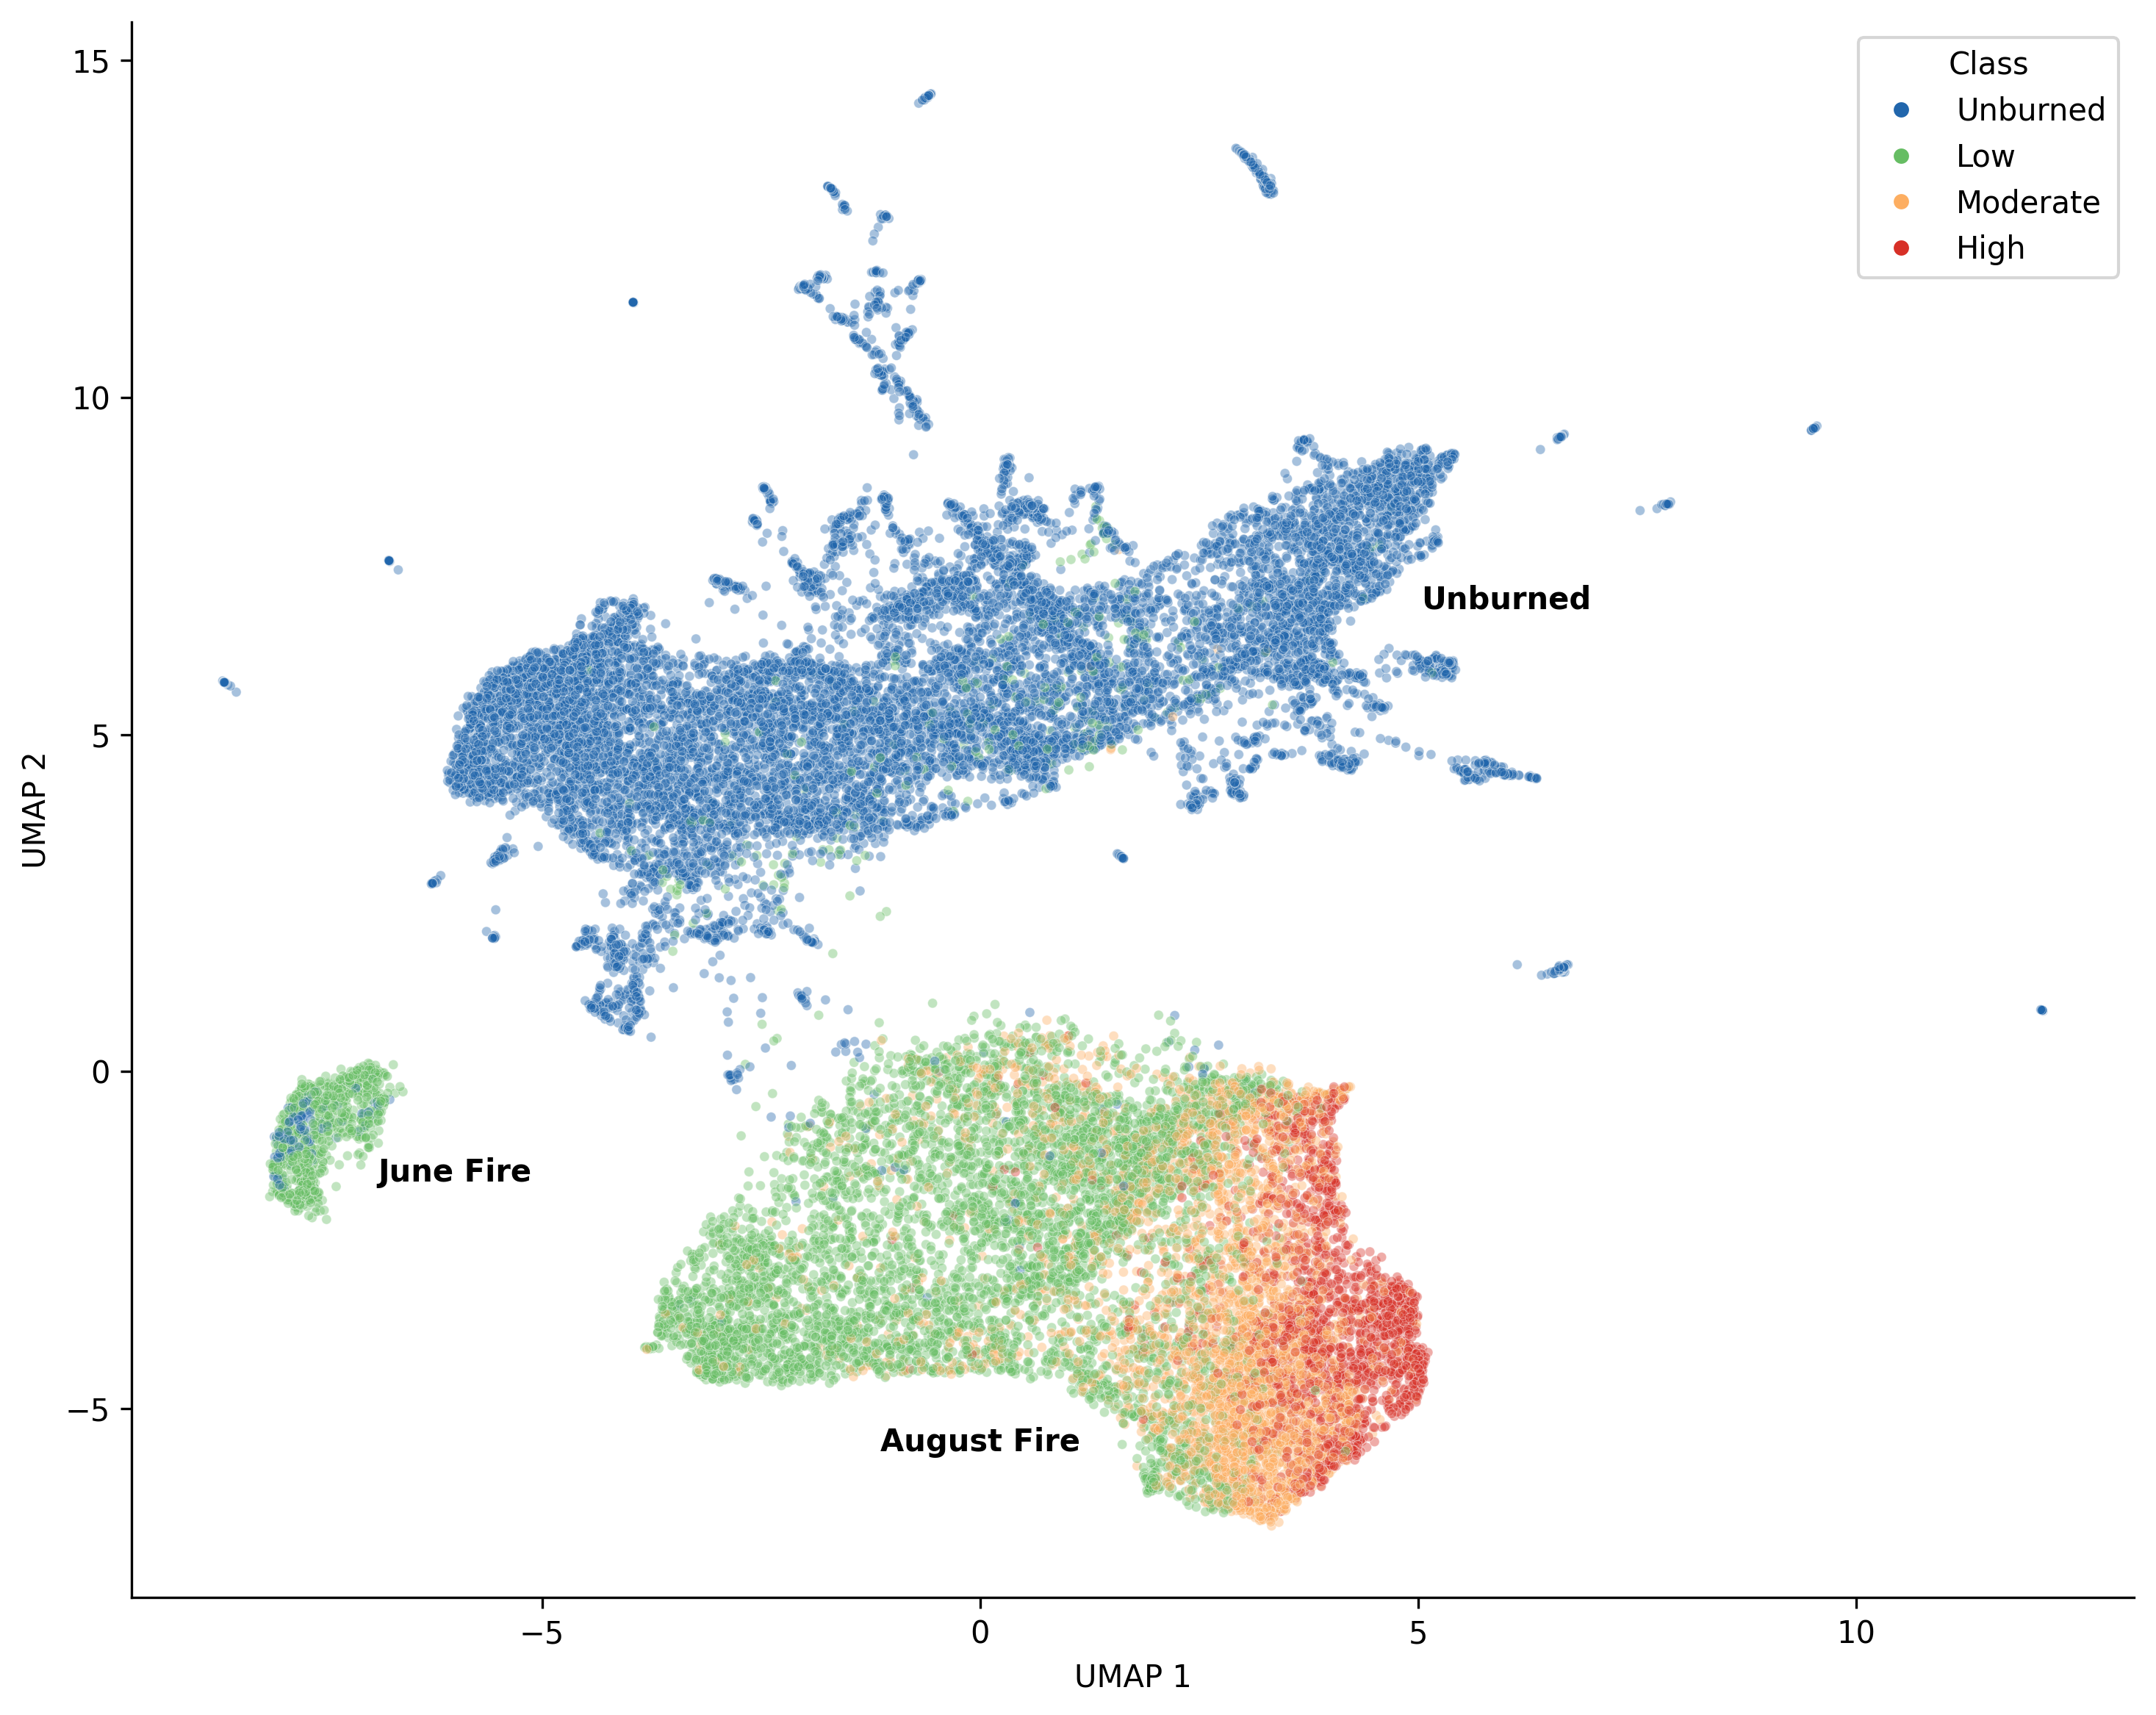 Class
Unburned
Low
Moderate
High
15
10
5
0
−5
UMAP 2
Unburned
June Fire
August Fire
−5
0
5
10
UMAP 1